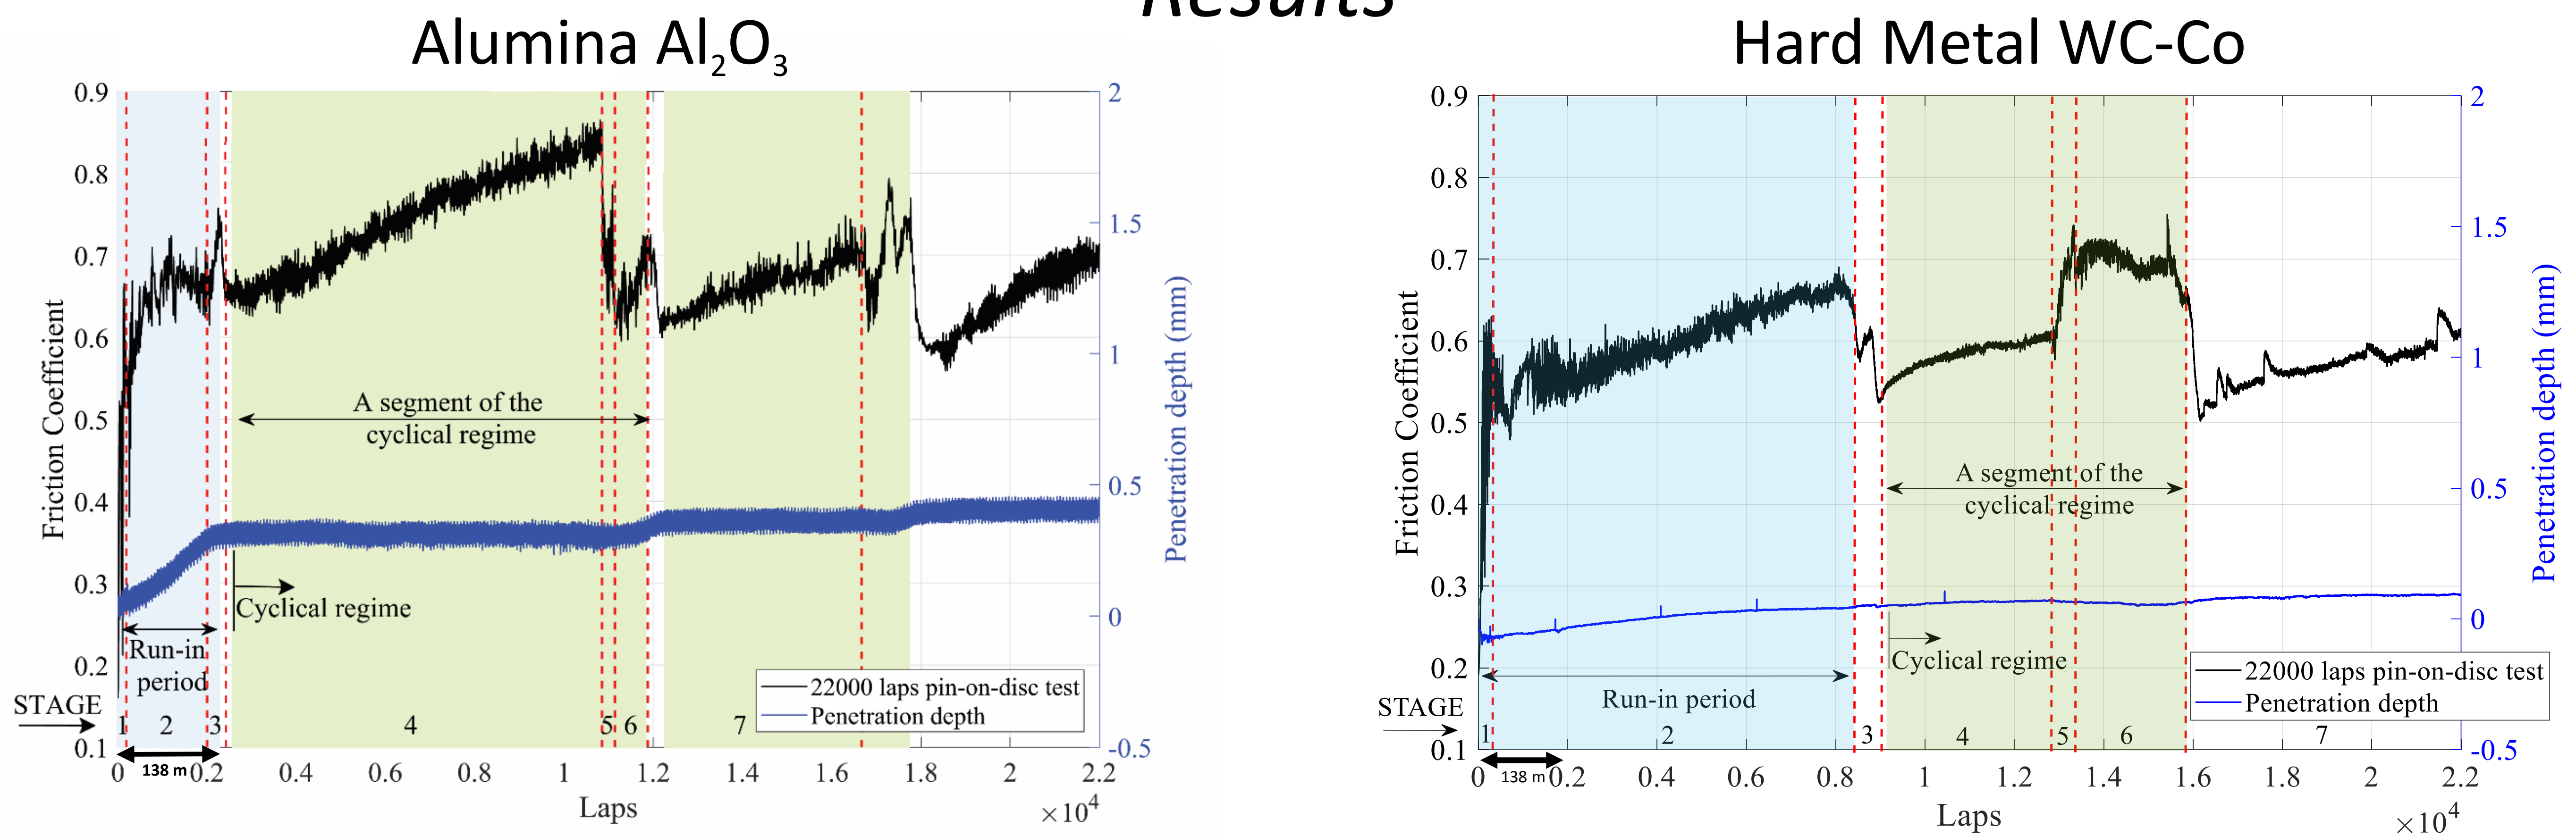 Results
Alumina Al₂O₃
0.9
0.8
0.7
0.6
0.5
0.4
0.3
0.2
0.1
Friction Coefficient
2
1.5
1
0.5
0
-0.5
Penetration depth (mm)
A segment of the
cyclical regime
Cyclical regime
Run-in
period
STAGE
1 2 3 4 5 6 7
22000 laps pin-on-disc test
Penetration depth
138 m
0 0.2 0.4 0.6 0.8 1 1.2 1.4 1.6 1.8 2 2.2
Laps
×10⁴
Hard Metal WC-Co
0.9
0.8
0.7
0.6
0.5
0.4
0.3
0.2
0.1
Friction Coefficient
2
1.5
1
0.5
0
-0.5
Penetration depth (mm)
A segment of the
cyclical regime
Cyclical regime
Run-in period
STAGE
1 2 3 4 5 6 7
22000 laps pin-on-disc test
Penetration depth
138 m
0 0.2 0.4 0.6 0.8 1 1.2 1.4 1.6 1.8 2 2.2
Laps
×10⁴